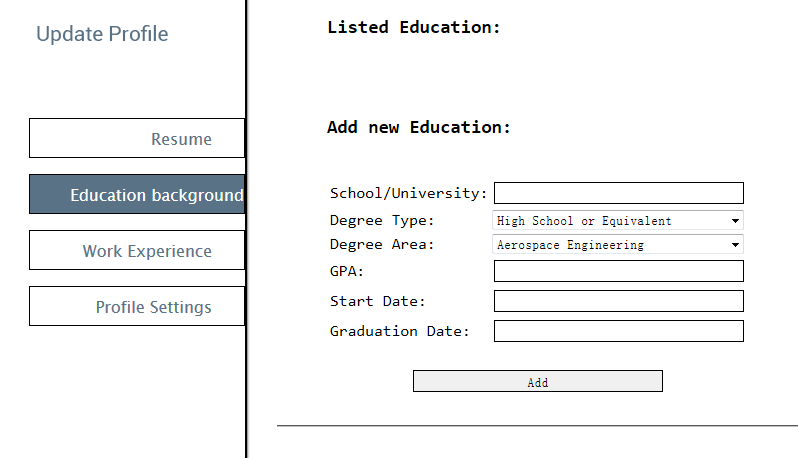 Update Profile
Resume
Education background
Work Experience
Profile Settings
Listed Education:
Add new Education:
School/University:
Degree Type: High School or Equivalent
Degree Area: Aerospace Engineering
GPA:
Start Date:
Graduation Date:
Add